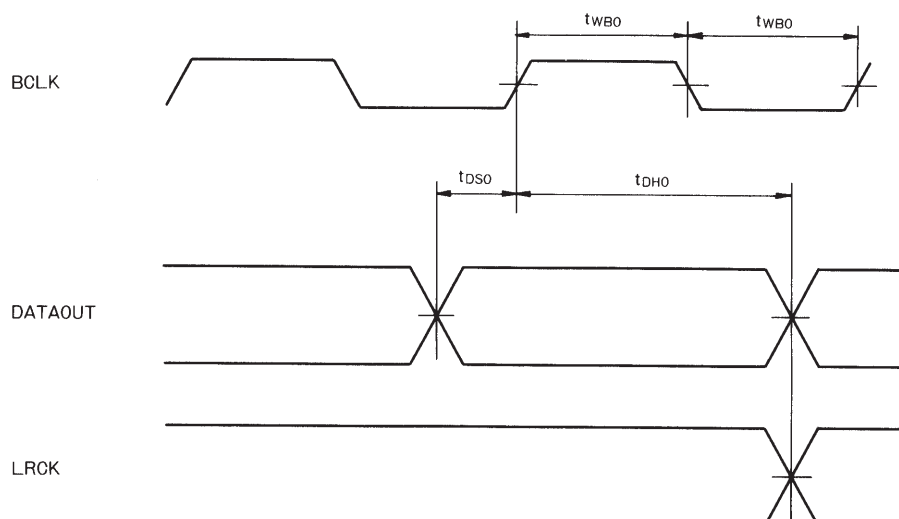 tWBO tWBO
BCLK
tDSO tDHO
DATAOUT
LRCK